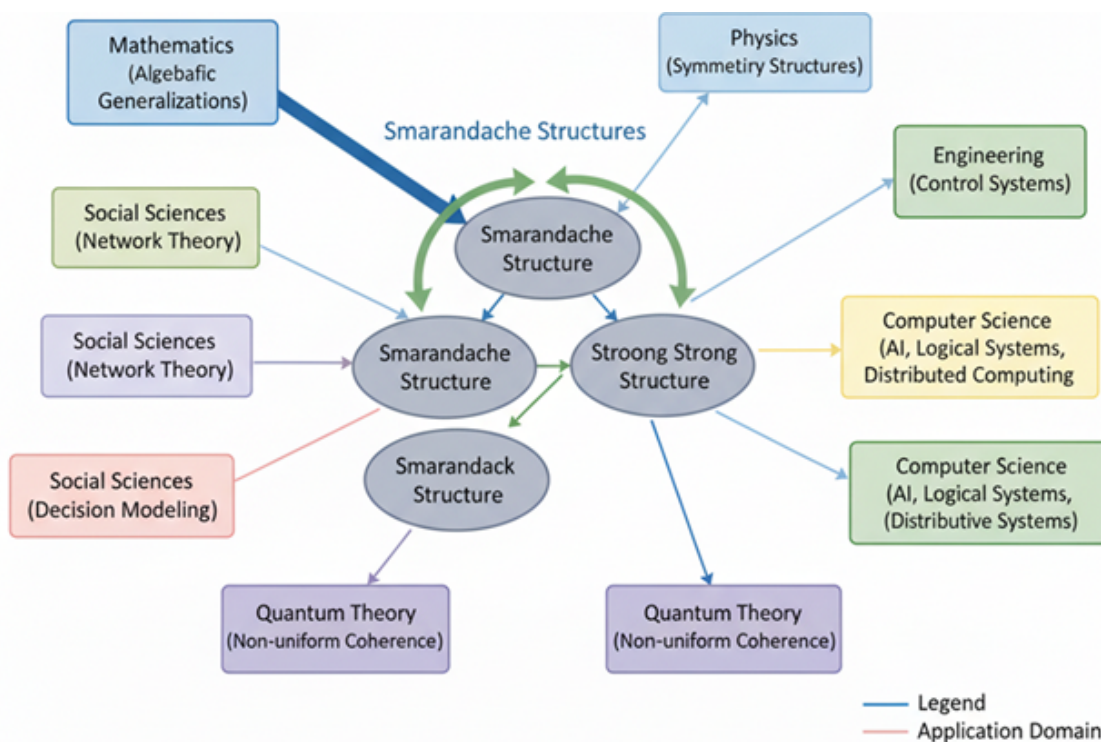 Mathematics
(Algebafic
Generalizations)
Physics
(Symmetiry Structures)
Smarandache Structures
Engineering
(Control Systems)
Social Sciences
(Network Theory)
Smarandache
Structure
Social Sciences
(Network Theory)
Smarandache
Structure
Stroong Strong
Structure
Computer Science
(AI, Logical Systems,
Distributed Computing
Social Sciences
(Decision Modeling)
Smarandack
Structure
Computer Science
(AI, Logical Systems,
(Distributive Systems)
Quantum Theory
(Non-uniform Coherence)
Quantum Theory
(Non-uniform Coherence)
Legend
Application Domain